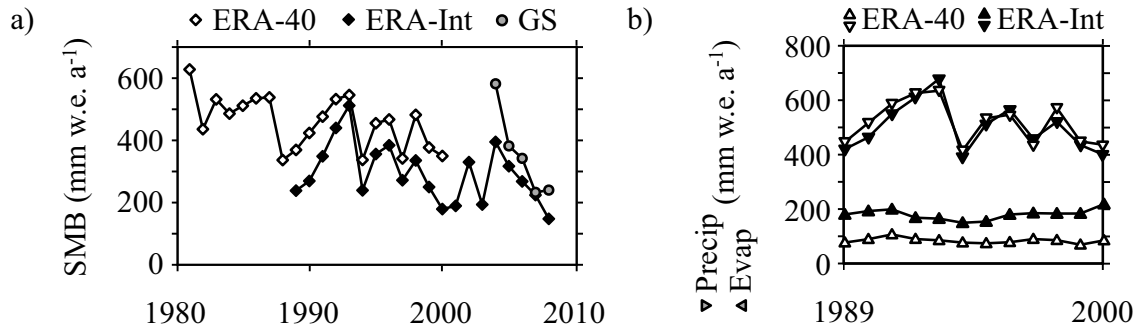 a) ERA-40 ERA-Int GS
SMB (mm w.e. a⁻¹)
600
400
200
0
1980 1990 2000 2010
b) ERA-40 ERA-Int
Precip
Evap
(mm w.e. a⁻¹)
800
600
400
200
0
1989 2000